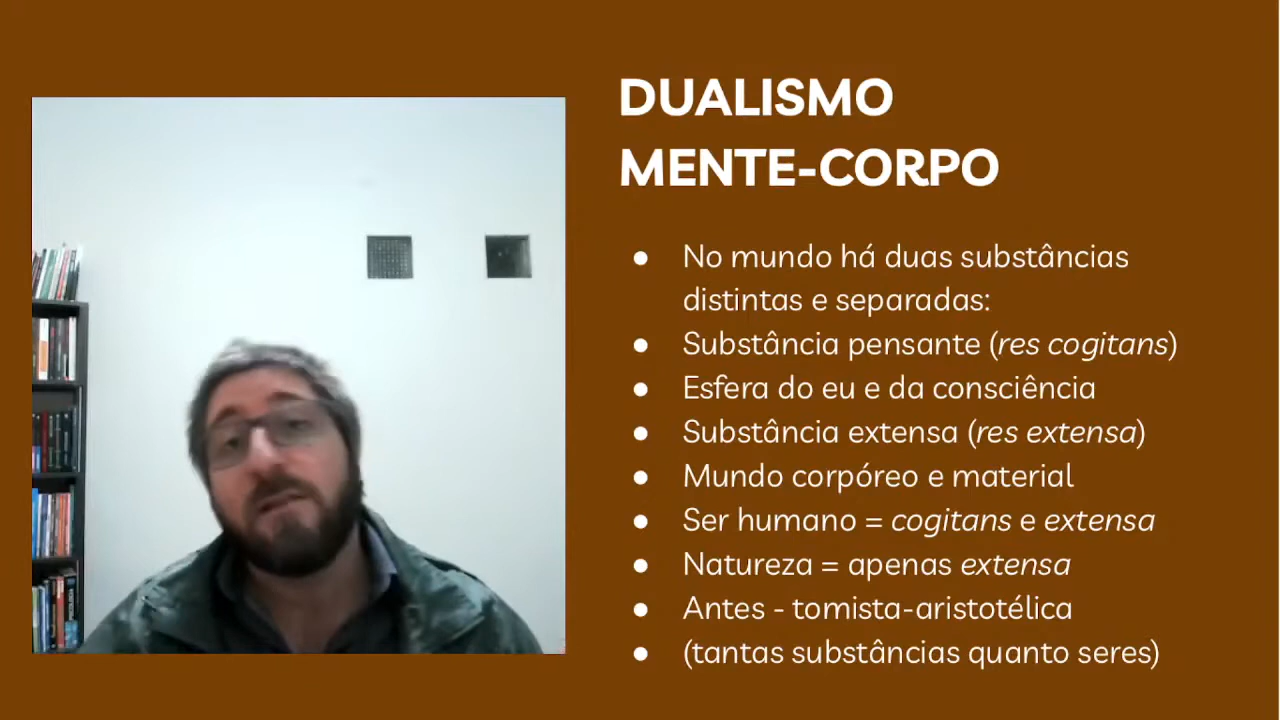 DUALISMO
MENTE-CORPO
● No mundo há duas substâncias
distintas e separadas:
● Substância pensante (res cogitans)
● Esfera do eu e da consciência
● Substância extensa (res extensa)
● Mundo corpóreo e material
● Ser humano = cogitans e extensa
● Natureza = apenas extensa
● Antes - tomista-aristotélica
● (tantas substâncias quanto seres)